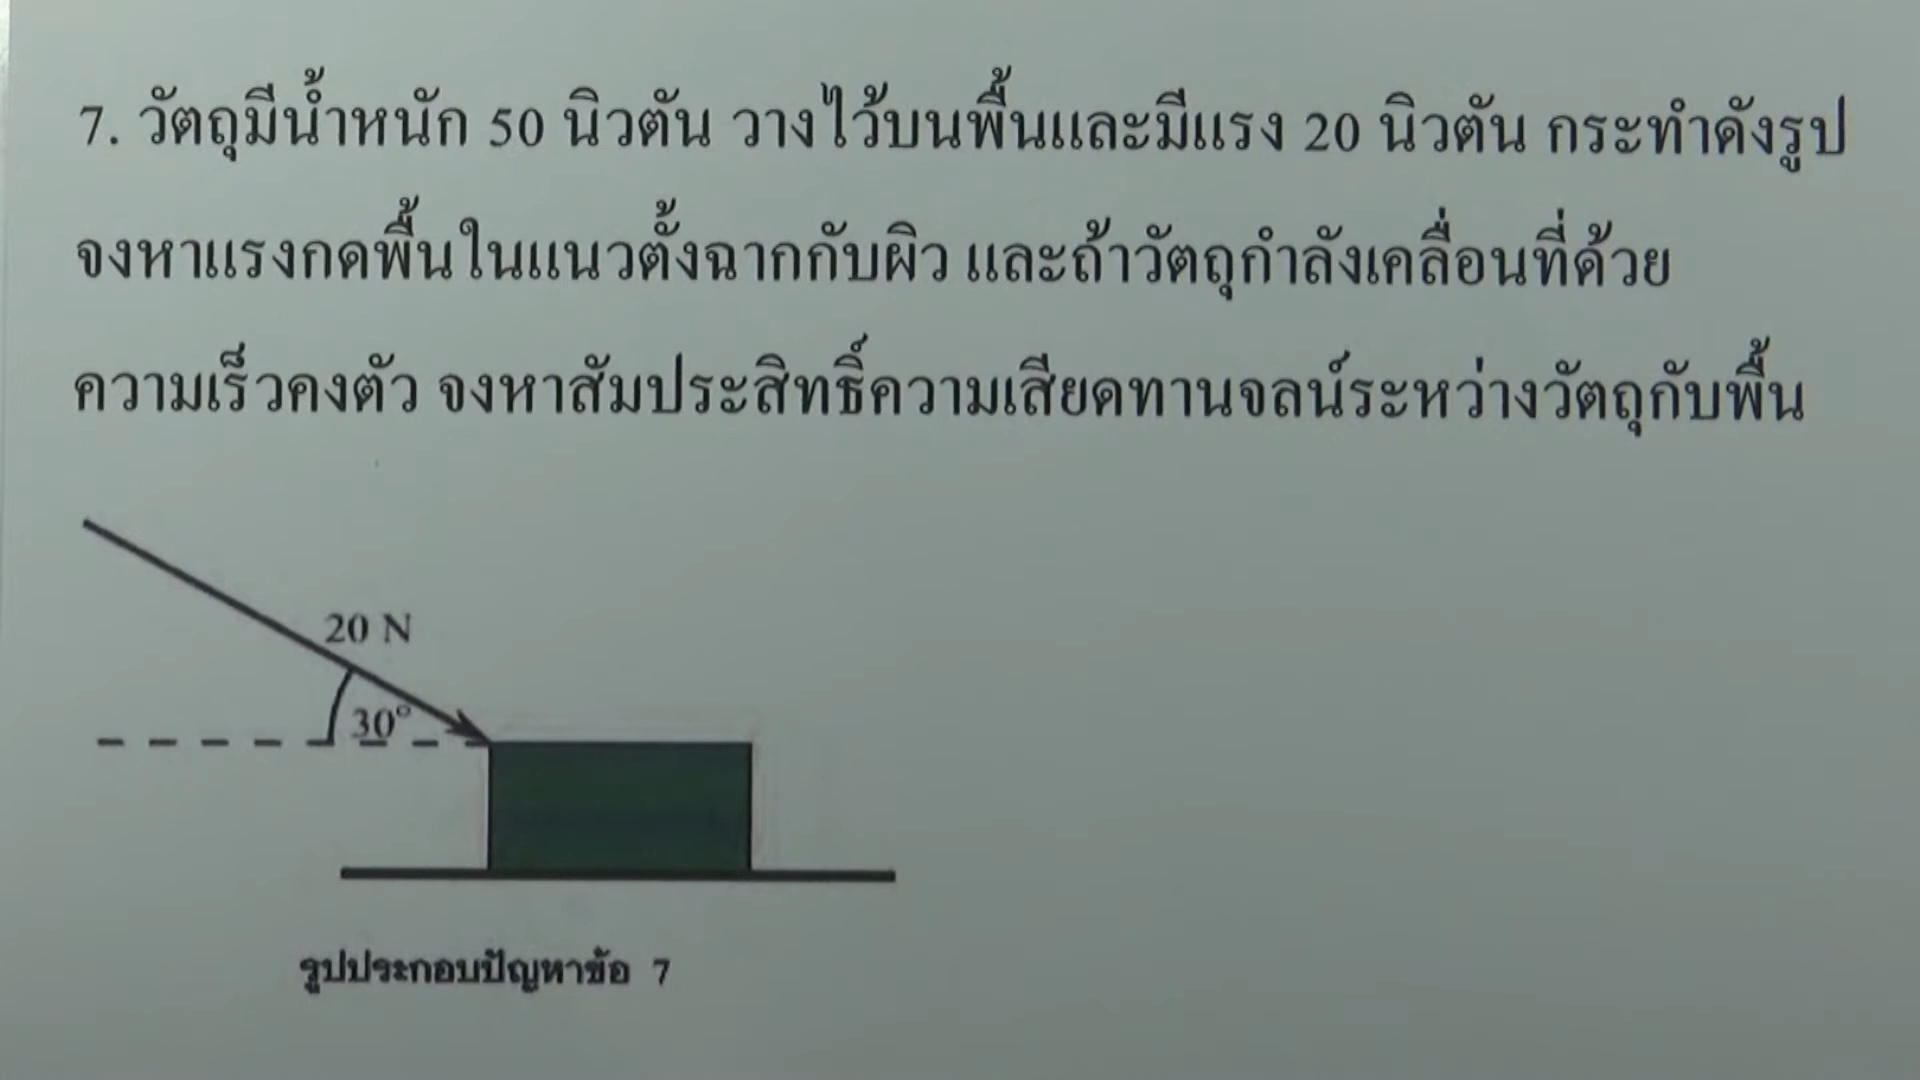 7. วัตถุมีน้ำหนัก 50 นิวตัน วางไว้บนพื้นและมีแรง 20 นิวตัน กระทำดังรูป
จงหาแรงกดพื้นในแนวตั้งฉากกับผิว และถ้าวัตถุกำลังเคลื่อนที่ด้วย
ความเร็วคงตัว จงหาสัมประสิทธิ์ความเสียดทานจลน์ระหว่างวัตถุกับพื้น
20 N
30°
รูปประกอบปัญหาข้อ 7